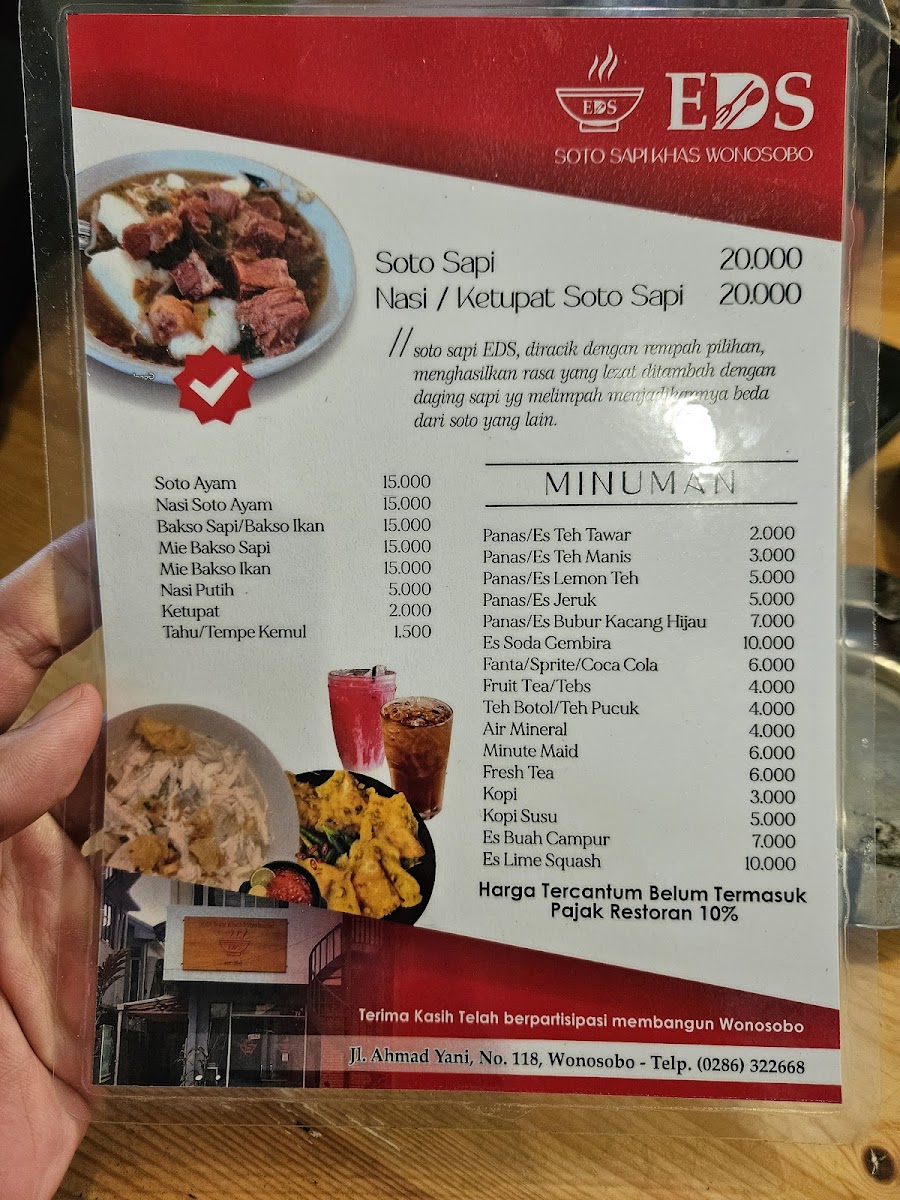 EDS
EDS
SOTO SAPI KHAS WONOSOBO
Soto Sapi 20.000
Nasi / Ketupat Soto Sapi 20.000
// soto sapi EDS, diracik dengan rempah pilihan,
menghasilkan rasa yang lezat ditambah dengan
daging sapi yg melimpah menjadikannya beda
dari soto yang lain.
Soto Ayam 15.000
Nasi Soto Ayam 15.000
Bakso Sapi/Bakso Ikan 15.000
Mie Bakso Sapi 15.000
Mie Bakso Ikan 15.000
Nasi Putih 5.000
Ketupat 2.000
Tahu/Tempe Kemul 1.500
MINUMAN
Panas/Es Teh Tawar 2.000
Panas/Es Teh Manis 3.000
Panas/Es Lemon Teh 5.000
Panas/Es Jeruk 5.000
Panas/Es Bubur Kacang Hijau 7.000
Es Soda Gembira 10.000
Fanta/Sprite/Coca Cola 6.000
Fruit Tea/Tebs 4.000
Teh Botol/Teh Pucuk 4.000
Air Mineral 4.000
Minute Maid 6.000
Fresh Tea 6.000
Kopi 3.000
Kopi Susu 5.000
Es Buah Campur 7.000
Es Lime Squash 10.000
Harga Tercantum Belum Termasuk
Pajak Restoran 10%
Terima Kasih Telah berpartisipasi membangun Wonosobo
Jl. Ahmad Yani, No. 118, Wonosobo - Telp. (0286) 322668